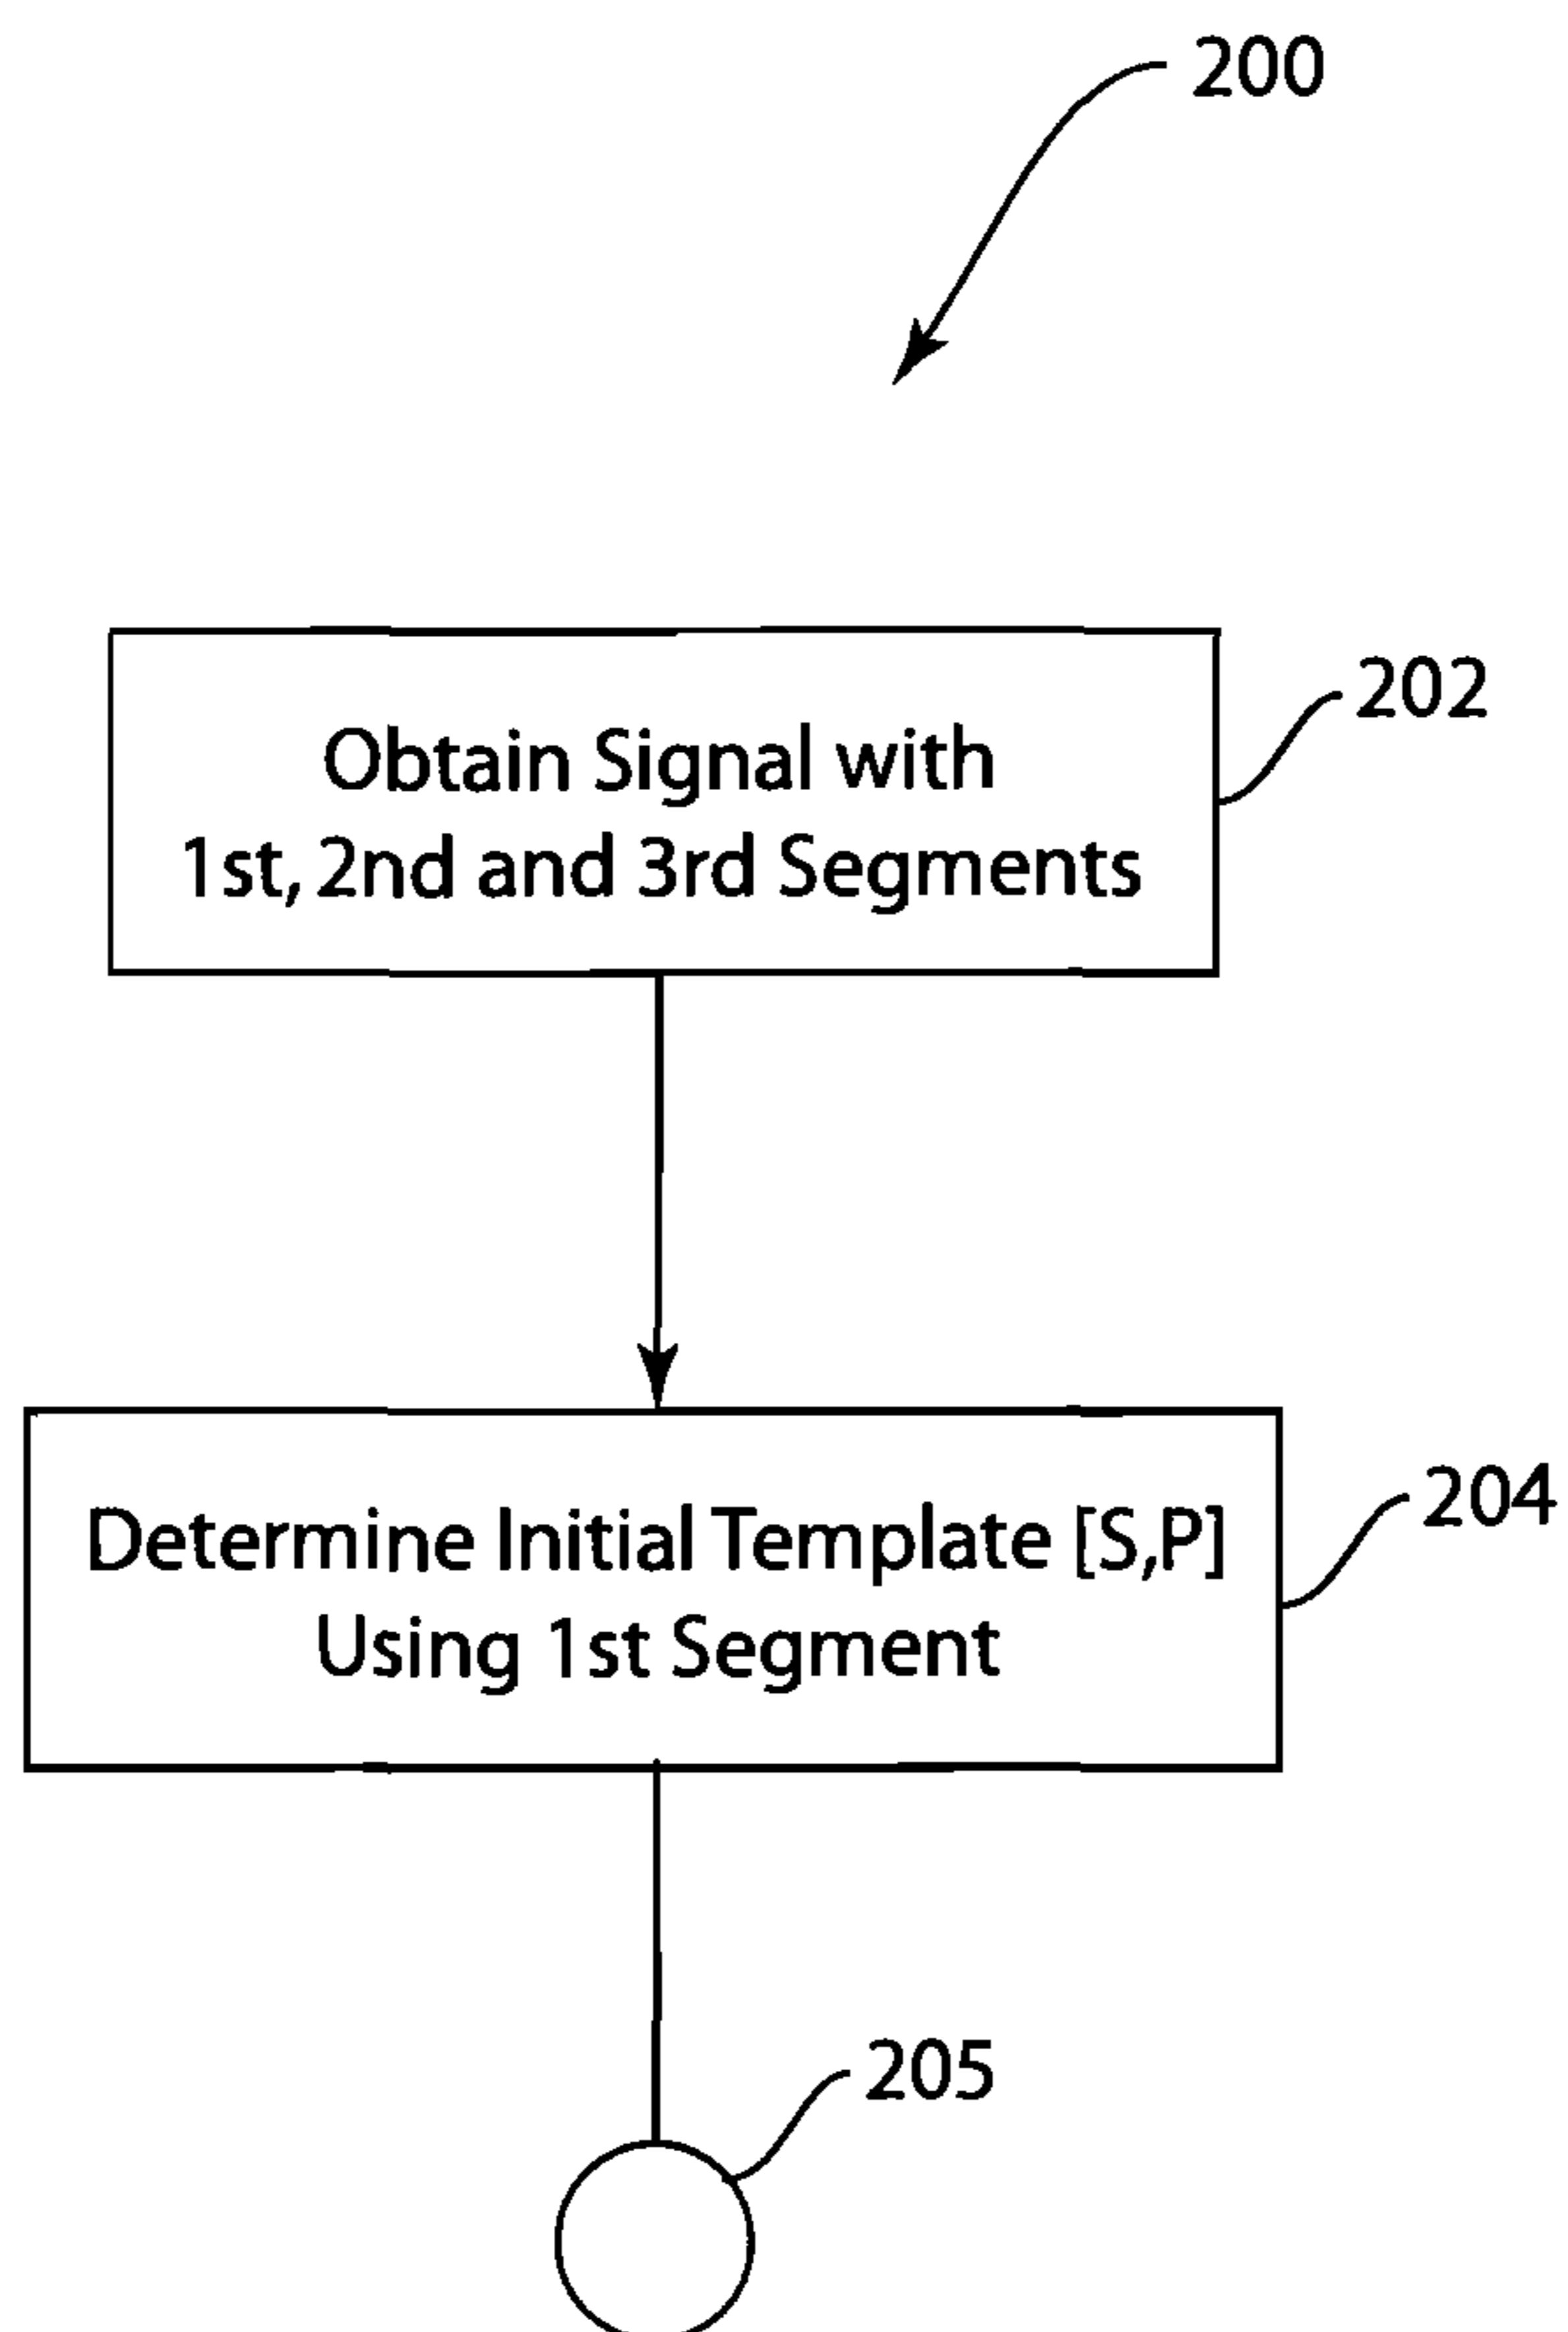 200
Obtain Signal with
1st, 2nd and 3rd Segments
202
Determine Initial Template [S,P]
Using 1st Segment
204
205